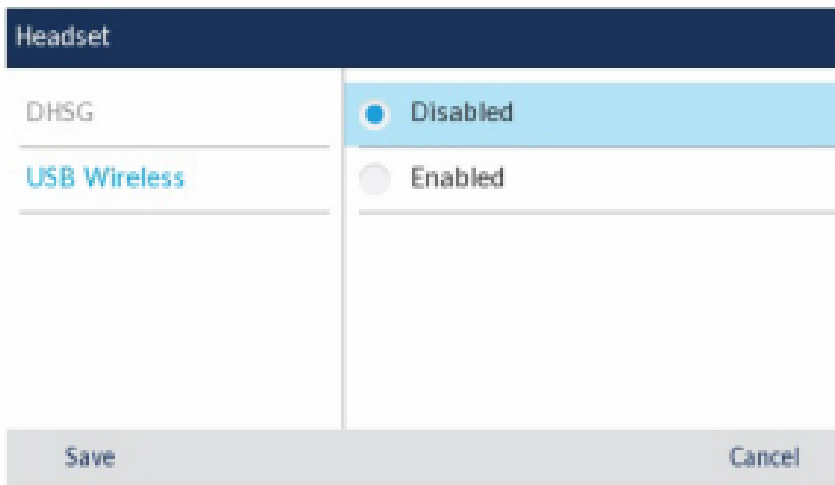 Headset
DHSG
Disabled
USB Wireless
Enabled
Save
Cancel